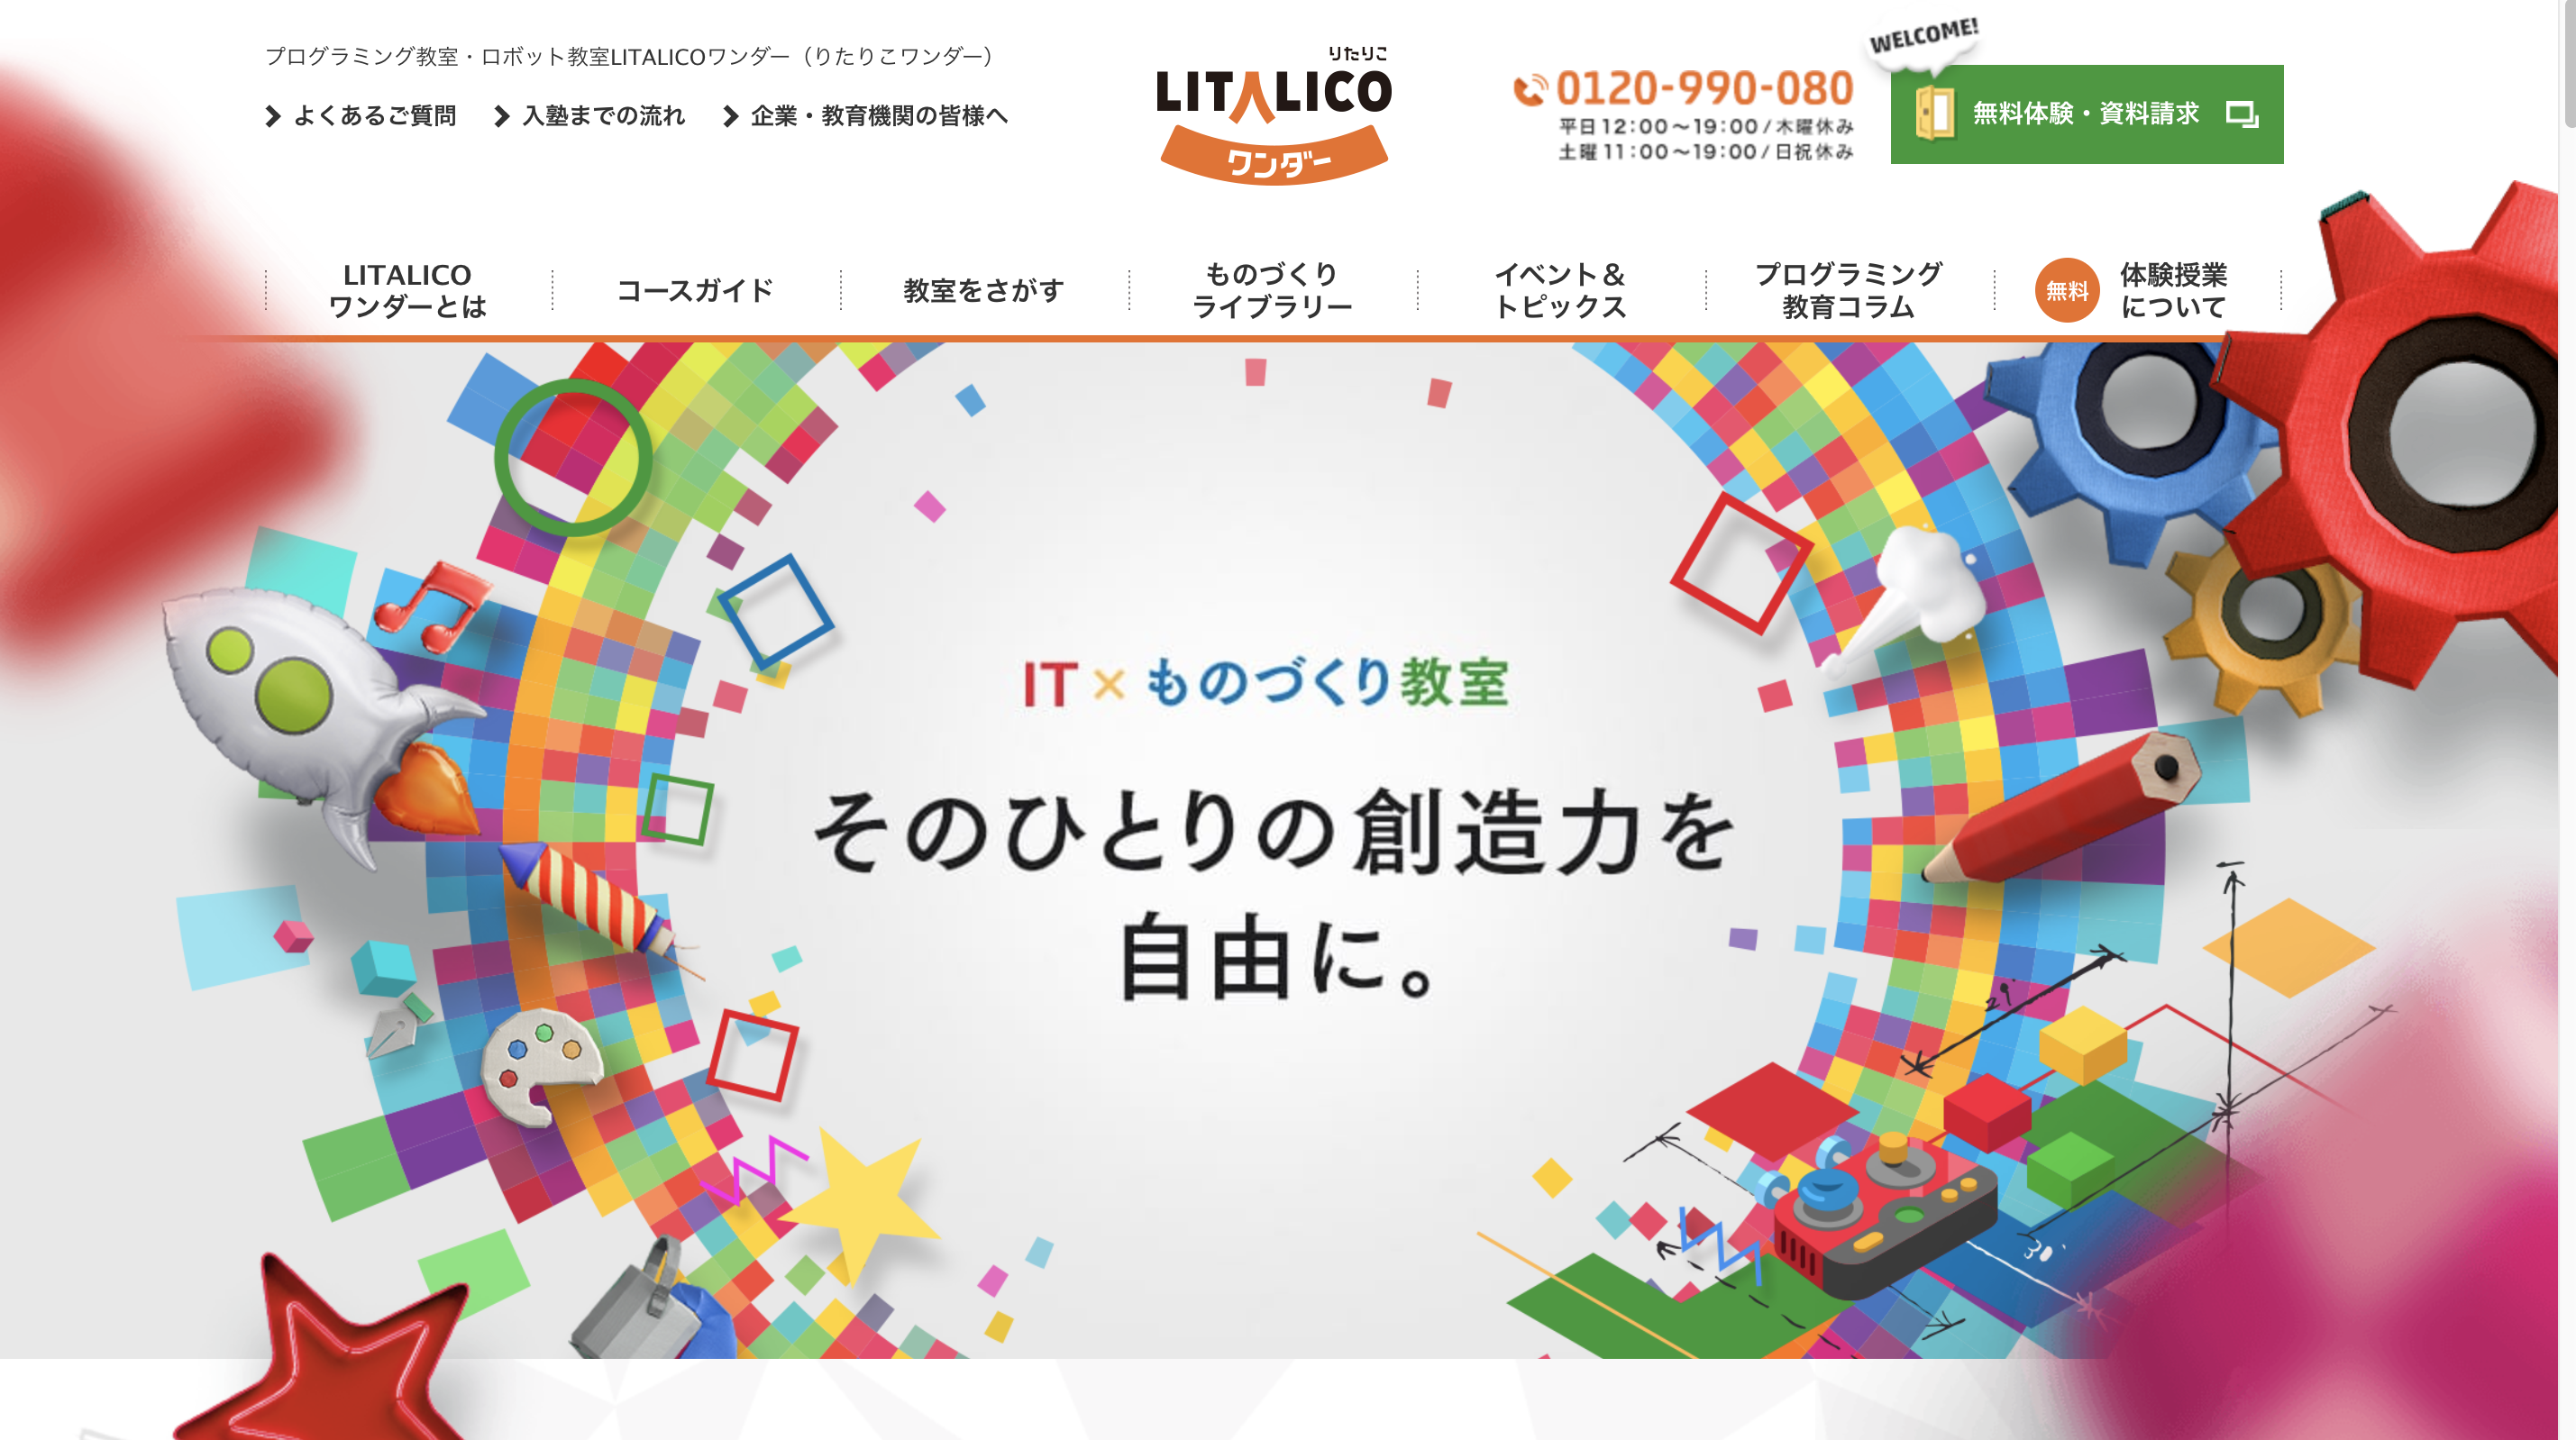 プログラミング教室・ロボット教室LITALICOワンダー（りたりこワンダー）
よくあるご質問
入塾までの流れ
企業・教育機関の皆様へ
りたりこ
LITALICO
ワンダー
0120-990-080
平日12:00〜19:00/木曜休み
土曜11:00〜19:00/日祝休み
WELCOME!
無料体験・資料請求
LITALICO
ワンダーとは
コースガイド
教室をさがす
ものづくり
ライブラリー
イベント＆
トピックス
プログラミング
教育コラム
無料
体験授業
について
IT×ものづくり教室
そのひとりの創造力を
自由に。